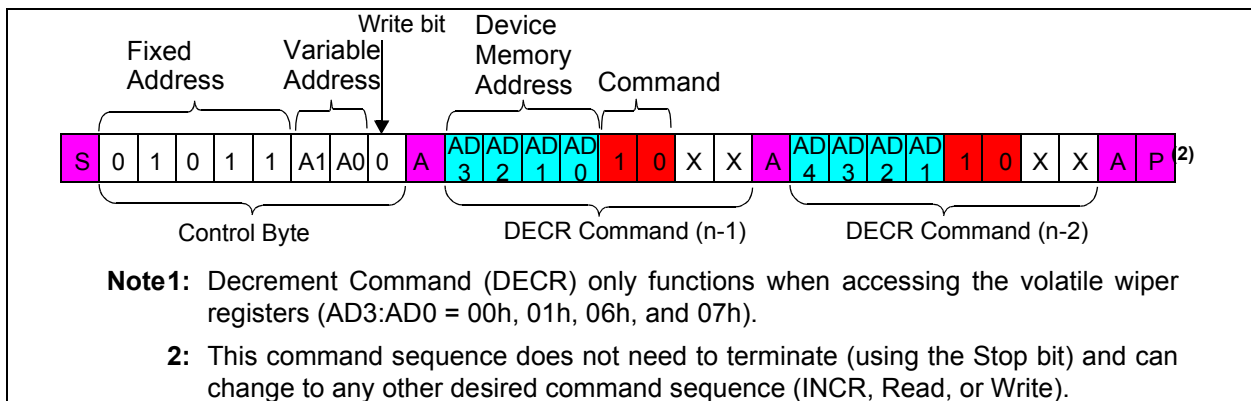 Write bit
Device
Memory
Address
Fixed
Address
Variable
Address
Command
S 0 1 0 1 1 A1 A0 0 A AD3 AD2 AD1 AD0 1 0 X X A AD4 AD3 AD2 AD1 1 0 X X A P (2)
Control Byte DECR Command (n-1) DECR Command (n-2)
Note1: Decrement Command (DECR) only functions when accessing the volatile wiper
registers (AD3:AD0 = 00h, 01h, 06h, and 07h).
2: This command sequence does not need to terminate (using the Stop bit) and can
change to any other desired command sequence (INCR, Read, or Write).